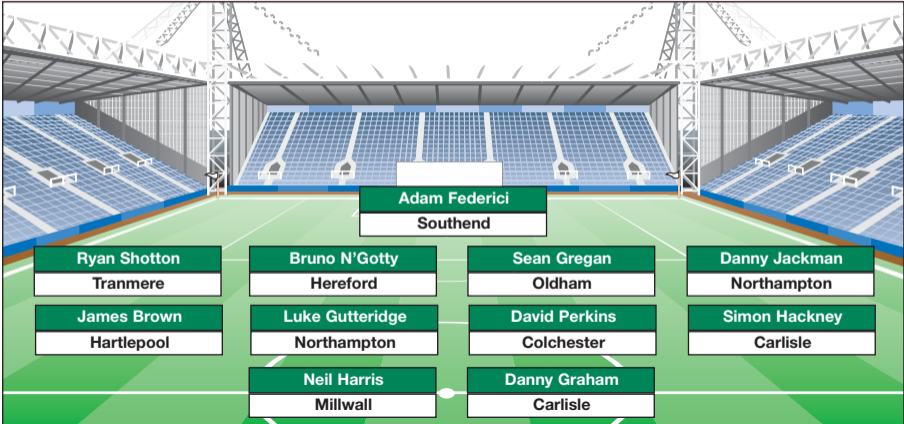 Adam Federici
Southend
Ryan Shotton
Tranmere
Bruno N'Gotty
Hereford
Sean Gregan
Oldham
Danny Jackman
Northampton
James Brown
Hartlepool
Luke Gutteridge
Northampton
David Perkins
Colchester
Simon Hackney
Carlisle
Neil Harris
Millwall
Danny Graham
Carlisle